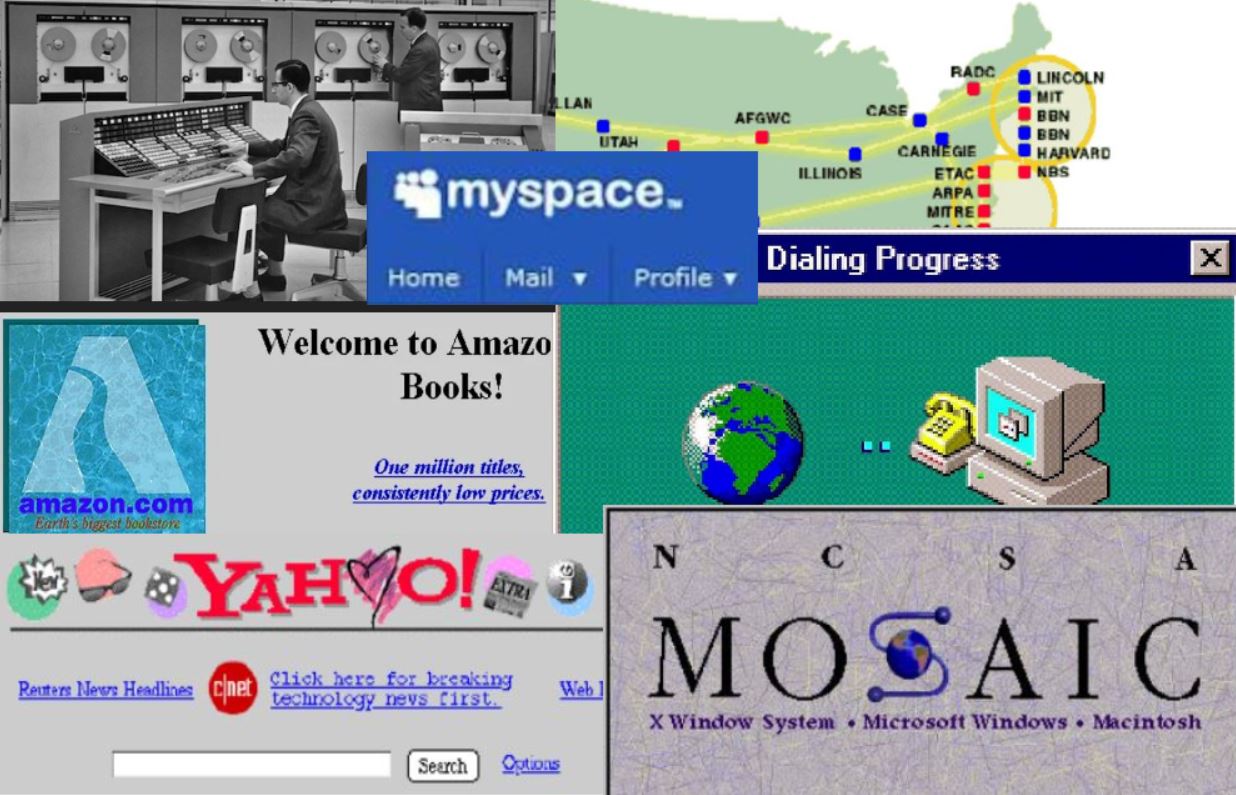 LLAN
UTAH
AFGWC
CASE
RADC
CARNEGIE
ILLINOIS
LINCOLN
MIT
BBN
BBN
HARVARD
NBS
ETAC
ARPA
MITRE
myspace™
Home Mail ▼ Profile ▼
Dialing Progress
Welcome to Amazo
Books!
One million titles,
consistently low prices.
amazon.com
Earth's biggest bookstore
New
YAHOO!
EXTRA
i
Reuters News Headlines
c|net
Click here for breaking
technology news first.
Web
Search
Options
N C S A
MOSAIC
X Window System • Microsoft Windows • Macintosh